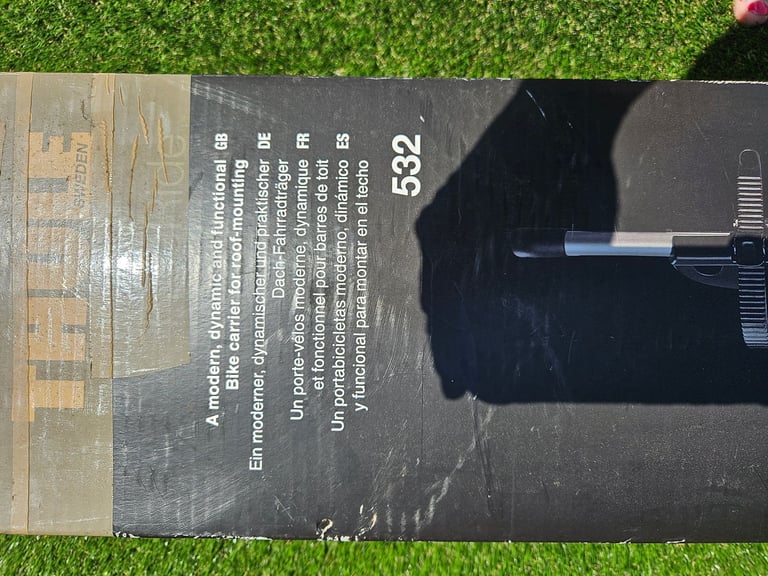 THULE
SWEDEN
A modern, dynamic and functional GB
Bike carrier for roof-mounting
Ein moderner, dynamischer und praktischer DE
Dach-Fahrradträger
Un porte-vélos moderne, dynamique FR
et fonctionnel pour barres de toit
Un portabicicletas moderno, dinámico ES
y funcional para montar en el techo
532